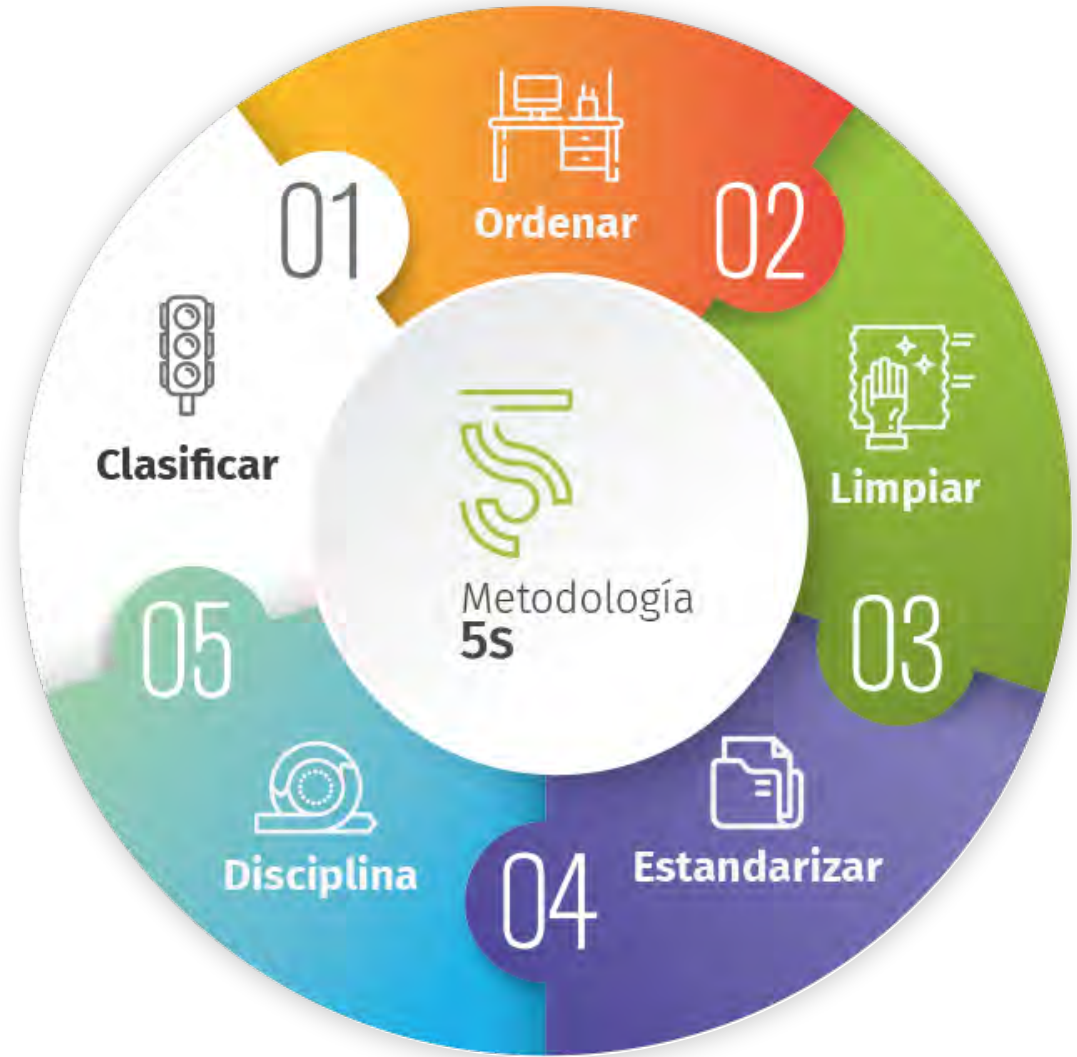 01
Clasificar
Ordenar
02
Limpiar
03
Estandarizar
04
Disciplina
05
Metodología
5s